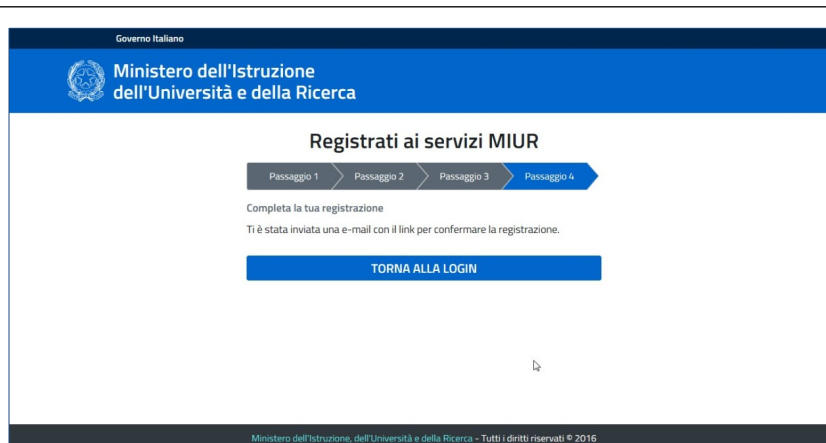 Governo Italiano
Ministero dell'Istruzione
dell'Università e della Ricerca
Registrati ai servizi MIUR
Passaggio 1
Passaggio 2
Passaggio 3
Passaggio 4
Completa la tua registrazione
Ti è stata inviata una e-mail con il link per confermare la registrazione.
TORNA ALLA LOGIN
Ministero dell'Istruzione, dell'Università e della Ricerca - Tutti i diritti riservati © 2016